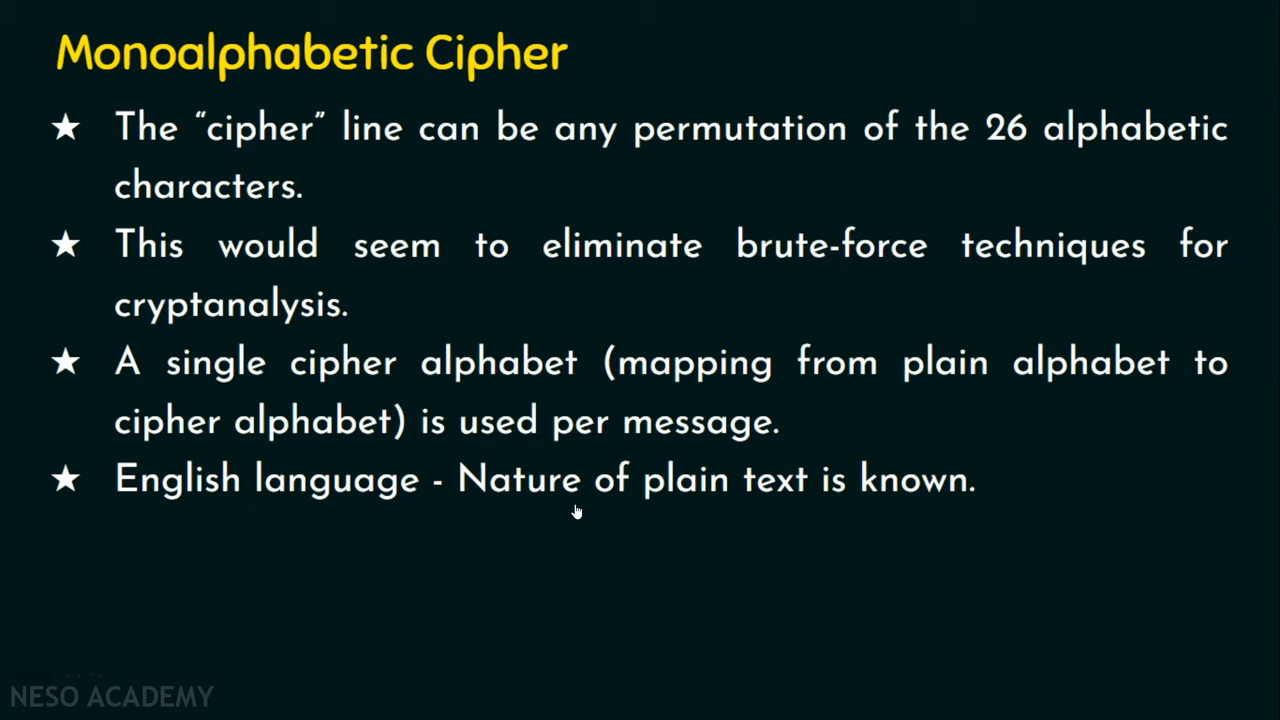 Monoalphabetic Cipher
★ The “cipher” line can be any permutation of the 26 alphabetic
characters.
★ This would seem to eliminate brute-force techniques for
cryptanalysis.
★ A single cipher alphabet (mapping from plain alphabet to
cipher alphabet) is used per message.
★ English language - Nature of plain text is known.
NESO ACADEMY